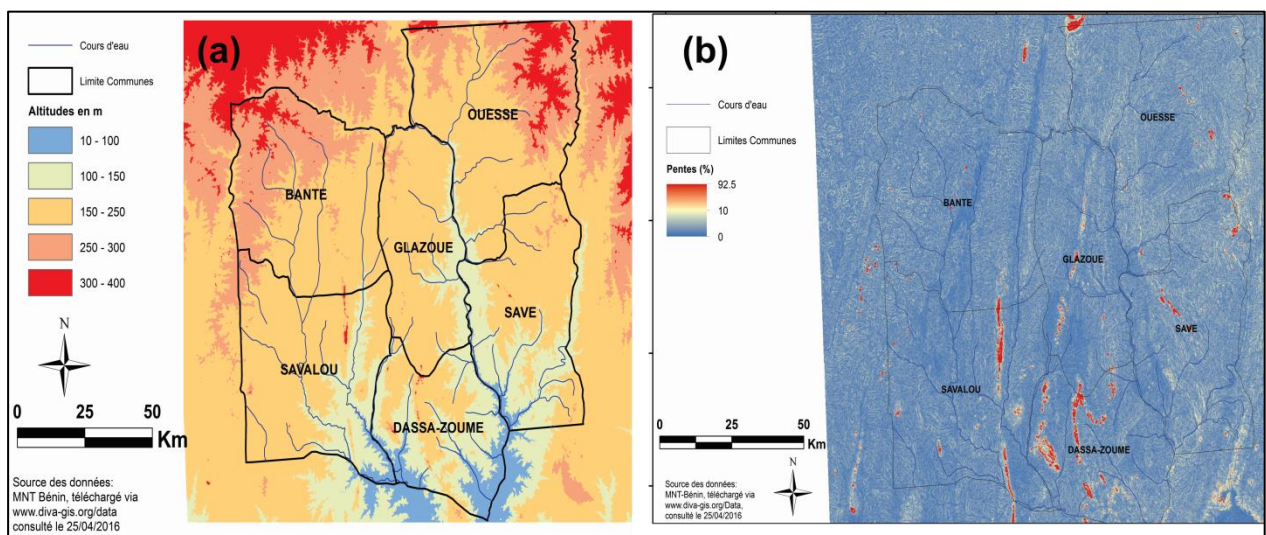 (a)
Cours d'eau
Limite Communes
Altitudes en m
10 - 100
100 - 150
150 - 250
250 - 300
300 - 400
N
0 25 50
Km
Source des données:
MNT Bénin, téléchargé via
www.diva-gis.org/data
consulté le 25/04/2016
OUESSE
BANTE
GLAZOUE
SAVE
SAVALOU
DASSA-ZOUME
(b)
Cours d'eau
Limites Communes
Pentes (%)
92.5
10
0
OUESSE
BANTE
GLAZOUE
SAVE
SAVALOU
DASSA-ZOUME
0 25 50
Km
N
Source des données:
MNT-Bénin, téléchargé via
www.diva-gis.org/Data,
consulté le 25/04/2016